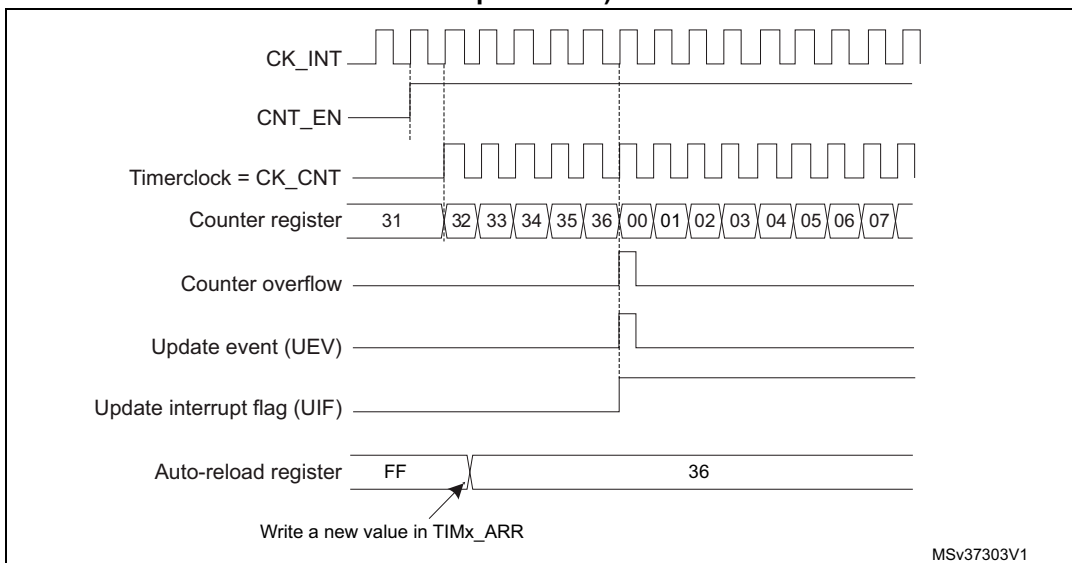 CK_INT
CNT_EN
Timerclock = CK_CNT
Counter register 31 32 33 34 35 36 00 01 02 03 04 05 06 07
Counter overflow
Update event (UEV)
Update interrupt flag (UIF)
Auto-reload register FF 36
Write a new value in TIMx_ARR
MSv37303V1